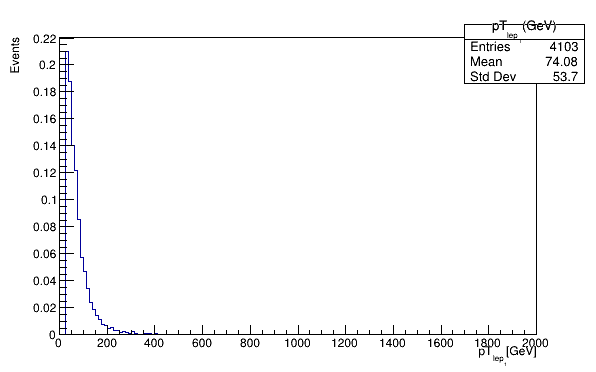 pT_lep_1 (GeV)
Entries 4103
Mean 74.08
Std Dev 53.7
Events
0.22
0.2
0.18
0.16
0.14
0.12
0.1
0.08
0.06
0.04
0.02
0
0 200 400 600 800 1000 1200 1400 1600 1800 2000
pT_lep_1 [GeV]